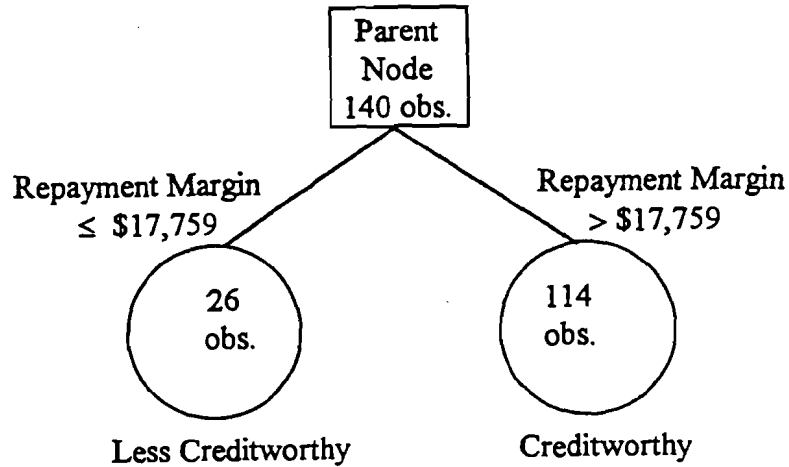 Parent
Node
140 obs.
Repayment Margin
≤ $17,759
Repayment Margin
> $17,759
26
obs.
114
obs.
Less Creditworthy
Creditworthy